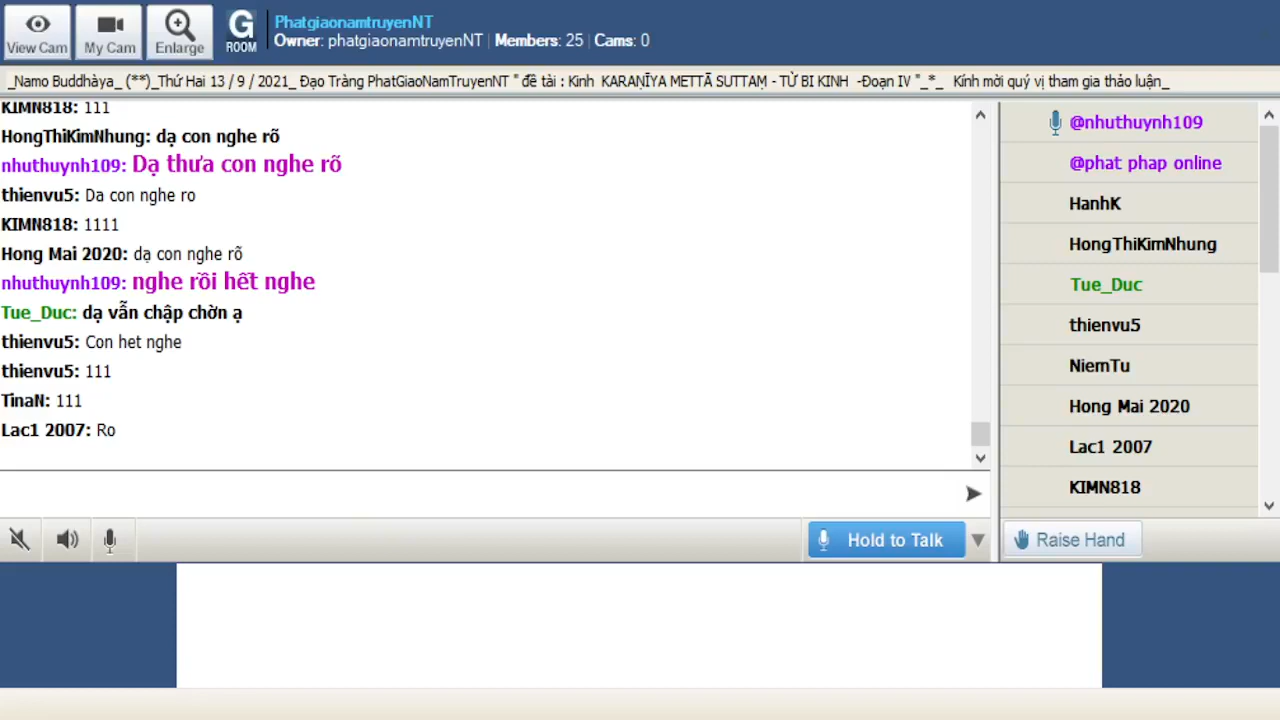 View Cam
My Cam
Enlarge
G
ROOM
PhatgiaonamtruyenNT
Owner: phatgiaonamtruyenNT | Members: 25 | Cams: 0
_Namo Buddhàya_ (**)_Thứ Hai 13 / 9 / 2021_ Đạo Tràng PhatGiaoNamTruyenNT " đề tài : Kinh KARAṆĪYA METTĀ SUTTAṂ - TỪ BI KINH -Đoạn IV "_*_ Kính mời quý vị tham gia thảo luận_
KIMN818: 111
HongThiKimNhung: dạ con nghe rõ
nhuthuynh109: Dạ thưa con nghe rõ
thienvu5: Da con nghe ro
KIMN818: 1111
Hong Mai 2020: dạ con nghe rõ
nhuthuynh109: nghe rồi hết nghe
Tue_Duc: dạ vẫn chập chờn ạ
thienvu5: Con het nghe
thienvu5: 111
TinaN: 111
Lac1 2007: Ro
@nhuthuynh109
@phat phap online
HanhK
HongThiKimNhung
Tue_Duc
thienvu5
NiemTu
Hong Mai 2020
Lac1 2007
KIMN818
Hold to Talk
Raise Hand